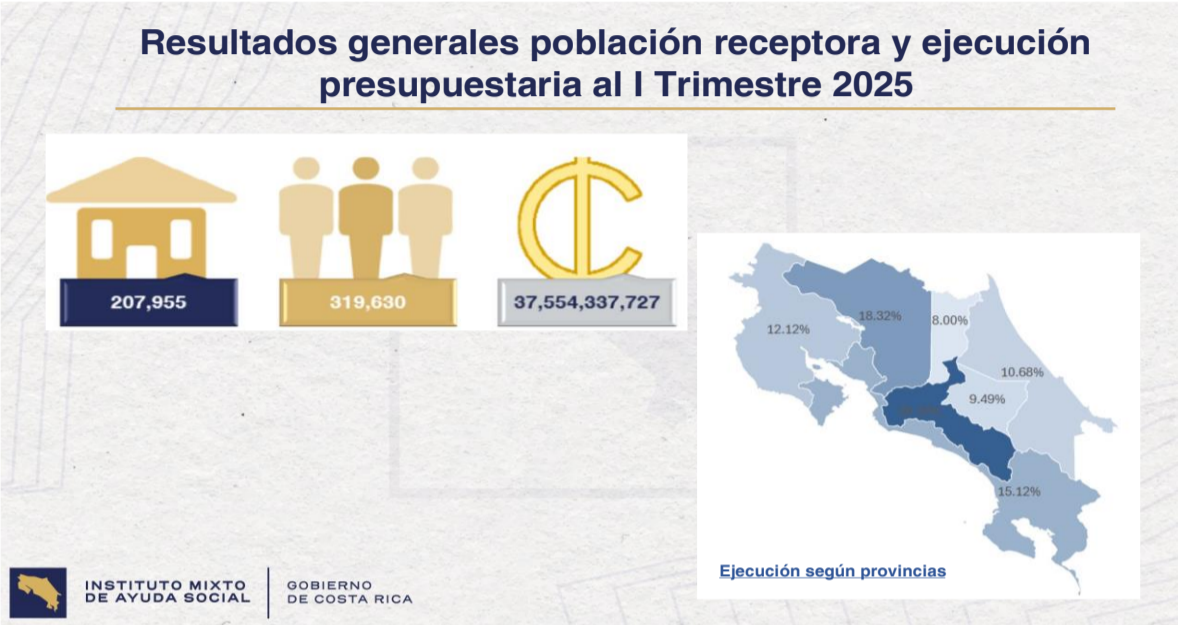 Resultados generales población receptora y ejecución
presupuestaria al I Trimestre 2025
207,955
319,630
37,554,337,727
12.12%
18.32%
8.00%
10.68%
9.49%
15.12%
Ejecución según provincias
INSTITUTO MIXTO
DE AYUDA SOCIAL
GOBIERNO
DE COSTA RICA